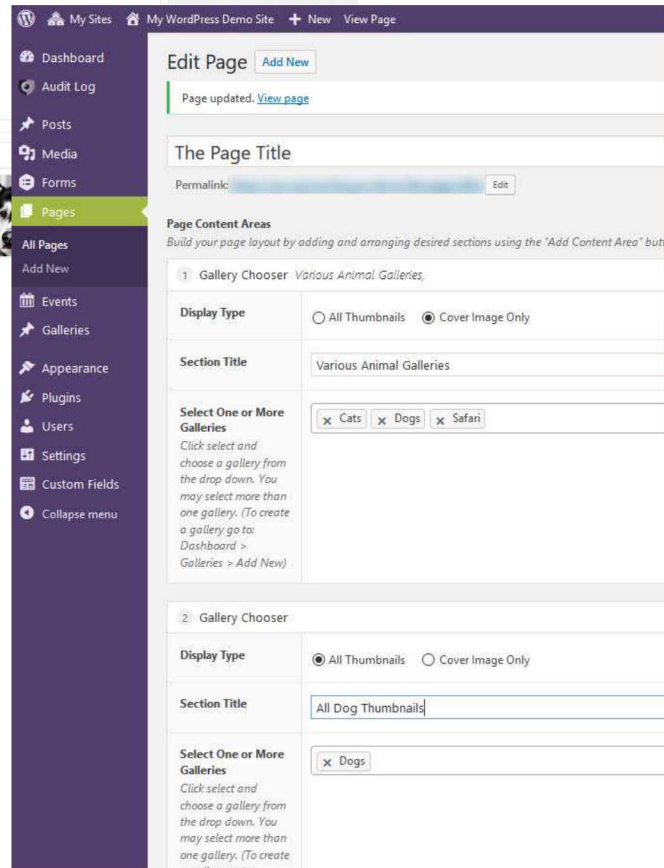 My Sites My WordPress Demo Site + New View Page
Dashboard
Audit Log
Posts
Media
Forms
Pages
All Pages
Add New
Events
Galleries
Appearance
Plugins
Users
Settings
Custom Fields
Collapse menu
Edit Page Add New
Page updated. View page
The Page Title
Permalink: Edit
Page Content Areas
Build your page layout by adding and arranging desired sections using the "Add Content Area"
1 Gallery Chooser Various Animal Galleries,
Display Type All Thumbnails Cover Image Only
Section Title Various Animal Galleries
Select One or More
Galleries
x Cats x Dogs x Safari
Click select and
choose a gallery from
the drop down. You
may select more than
one gallery. (To create
a gallery go to:
Dashboard >
Galleries > Add New)
2 Gallery Chooser
Display Type All Thumbnails Cover Image Only
Section Title All Dog Thumbnails
Select One or More
Galleries
x Dogs
Click select and
choose a gallery from
the drop down. You
may select more than
one gallery. (To create